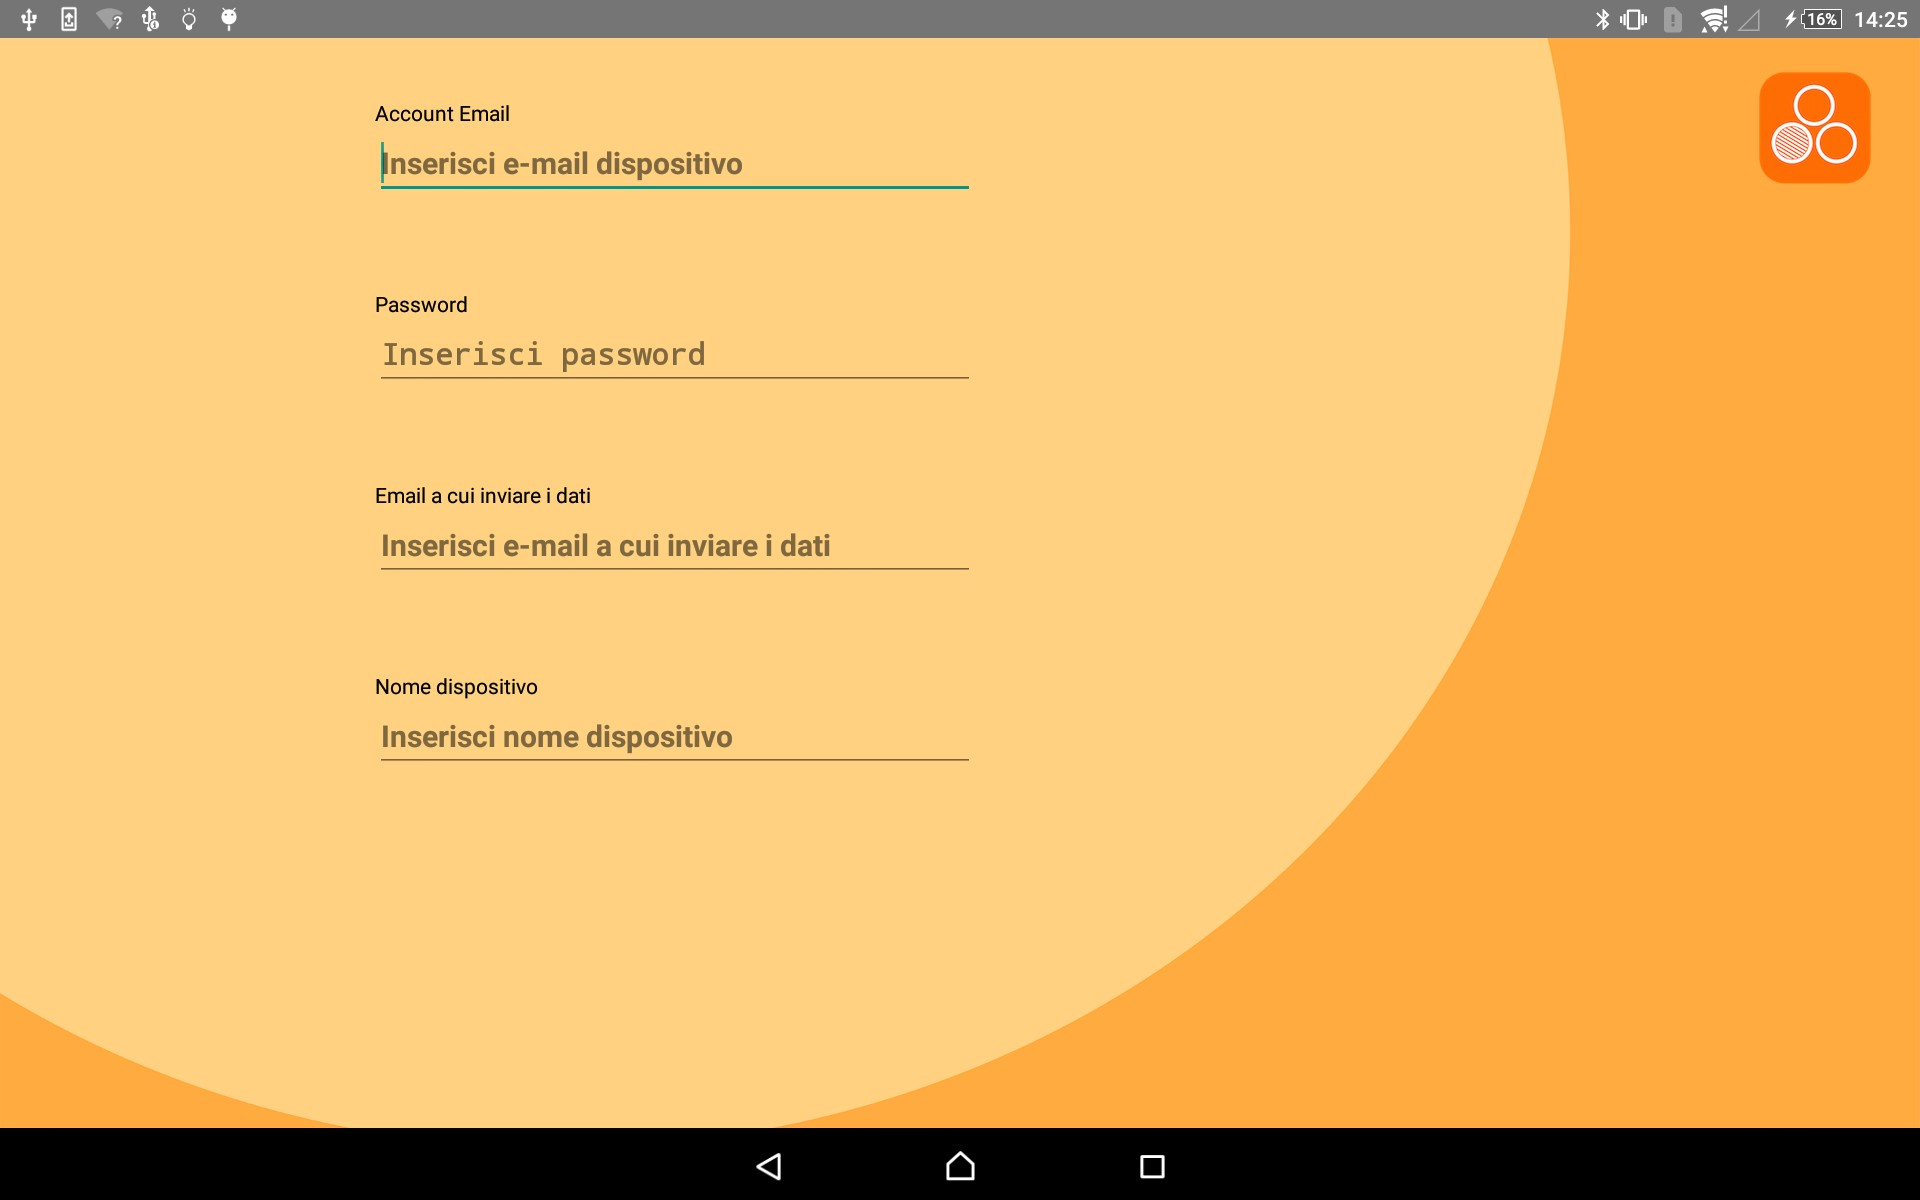 16% 14:25
Account Email
Inserisci e-mail dispositivo
Password
Inserisci password
Email a cui inviare i dati
Inserisci e-mail a cui inviare i dati
Nome dispositivo
Inserisci nome dispositivo